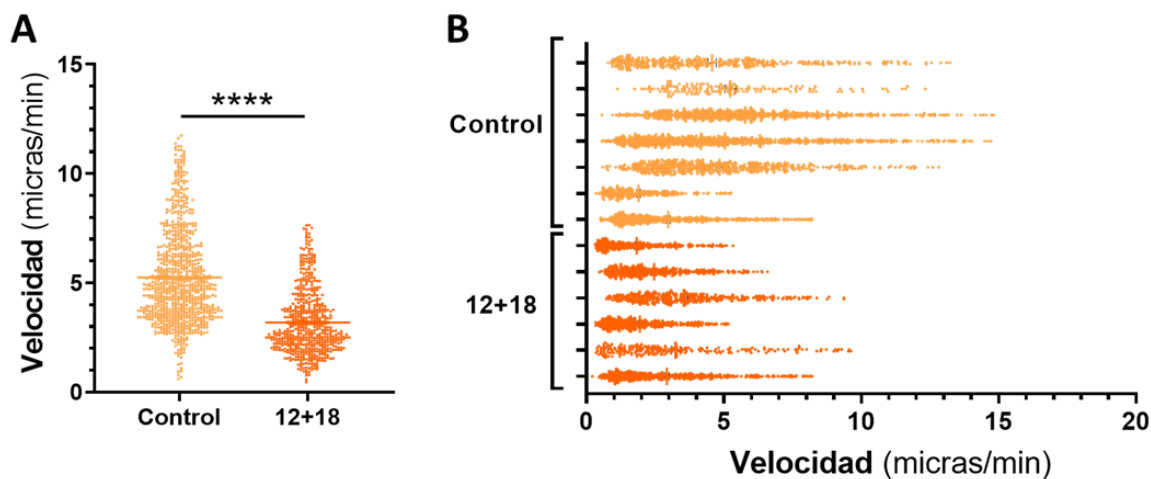 A
Velocidad (micras/min)
15
10
5
0
****
Control
12+18
B
Control
12+18
0
5
10
15
20
Velocidad (micras/min)